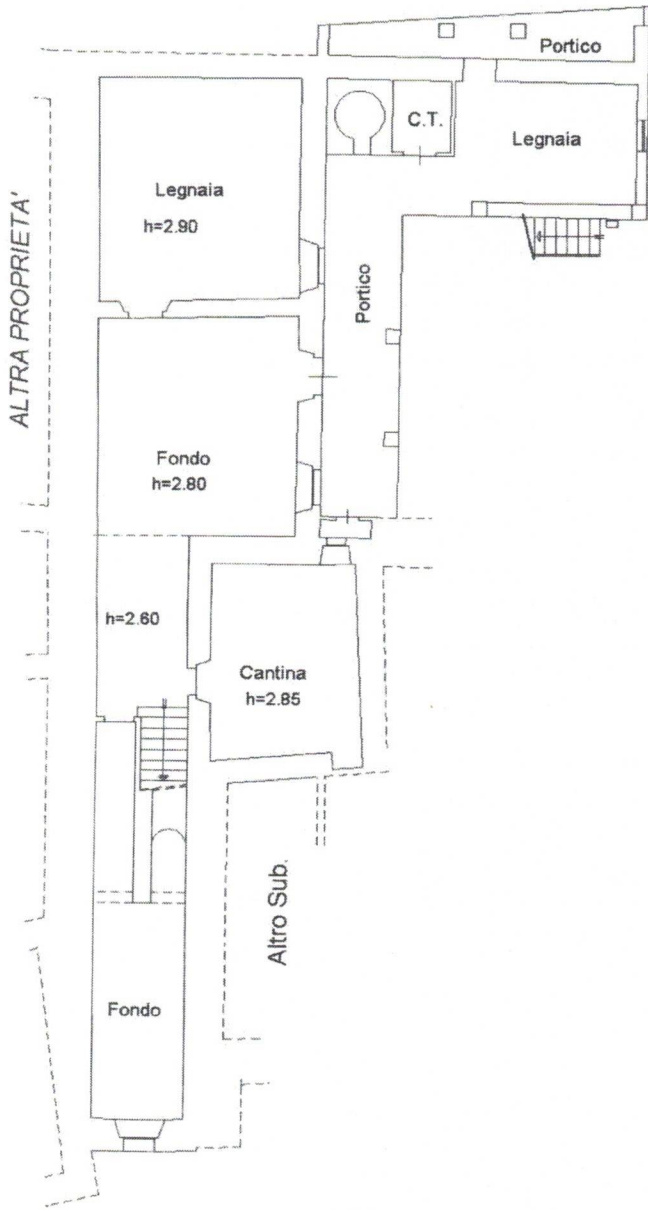 Portico
C.T.
Legnaia
Legnaia
h=2.90
ALTRA PROPRIETA'
Portico
Fondo
h=2.80
h=2.60
Cantina
h=2.85
Altro Sub.
Fondo